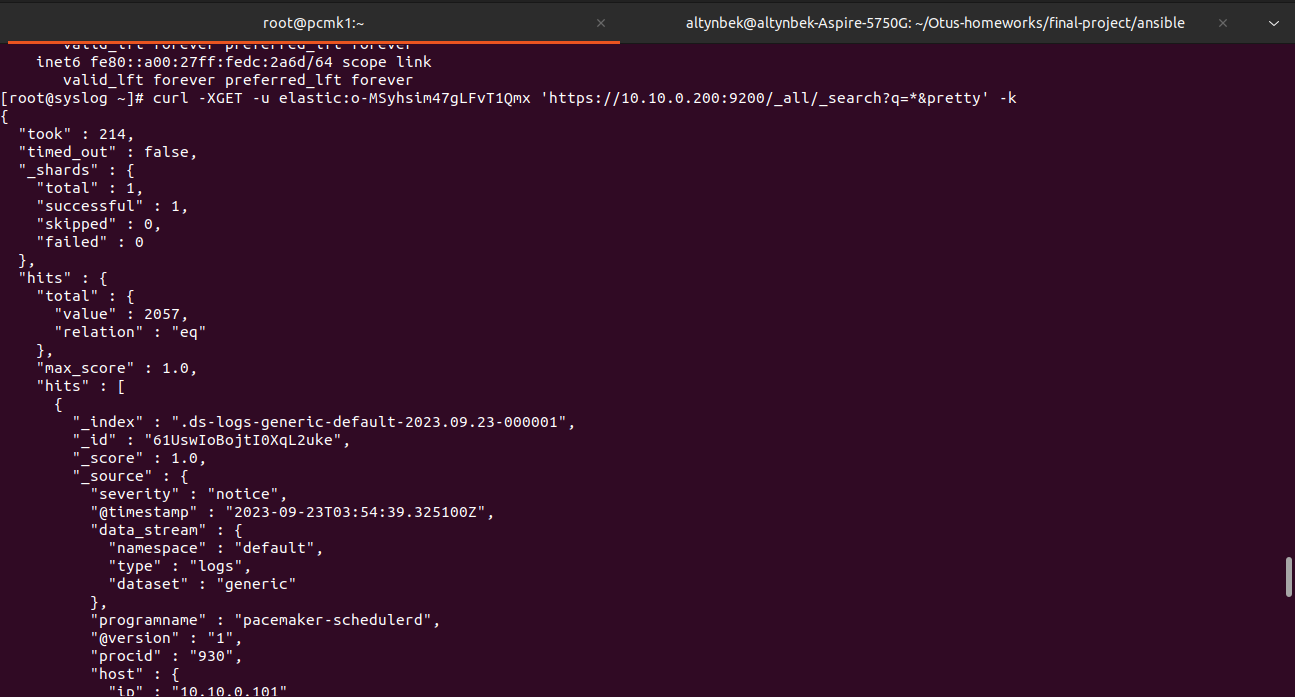 root@pcmk1:~
altynbek@altynbek-Aspire-5750G: ~/Otus-homeworks/final-project/ansible
valid_lft forever preferred_lft forever
inet6 fe80::a00:27ff:fedc:2a6d/64 scope link
valid_lft forever preferred_lft forever
[root@syslog ~]# curl -XGET -u elastic:o-MSyhsim47gLFvT1Qmx 'https://10.10.0.200:9200/_all/_search?q=*&pretty' -k
{
"took" : 214,
"timed_out" : false,
"_shards" : {
"total" : 1,
"successful" : 1,
"skipped" : 0,
"failed" : 0
},
"hits" : {
"total" : {
"value" : 2057,
"relation" : "eq"
},
"max_score" : 1.0,
"hits" : [
{
"_index" : ".ds-logs-generic-default-2023.09.23-000001",
"_id" : "61UswIoBojtI0XqL2uke",
"_score" : 1.0,
"_source" : {
"severity" : "notice",
"@timestamp" : "2023-09-23T03:54:39.325100Z",
"data_stream" : {
"namespace" : "default",
"type" : "logs",
"dataset" : "generic"
},
"programname" : "pacemaker-schedulerd",
"@version" : "1",
"procid" : "930",
"host" : {
"ip" : "10.10.0.101"